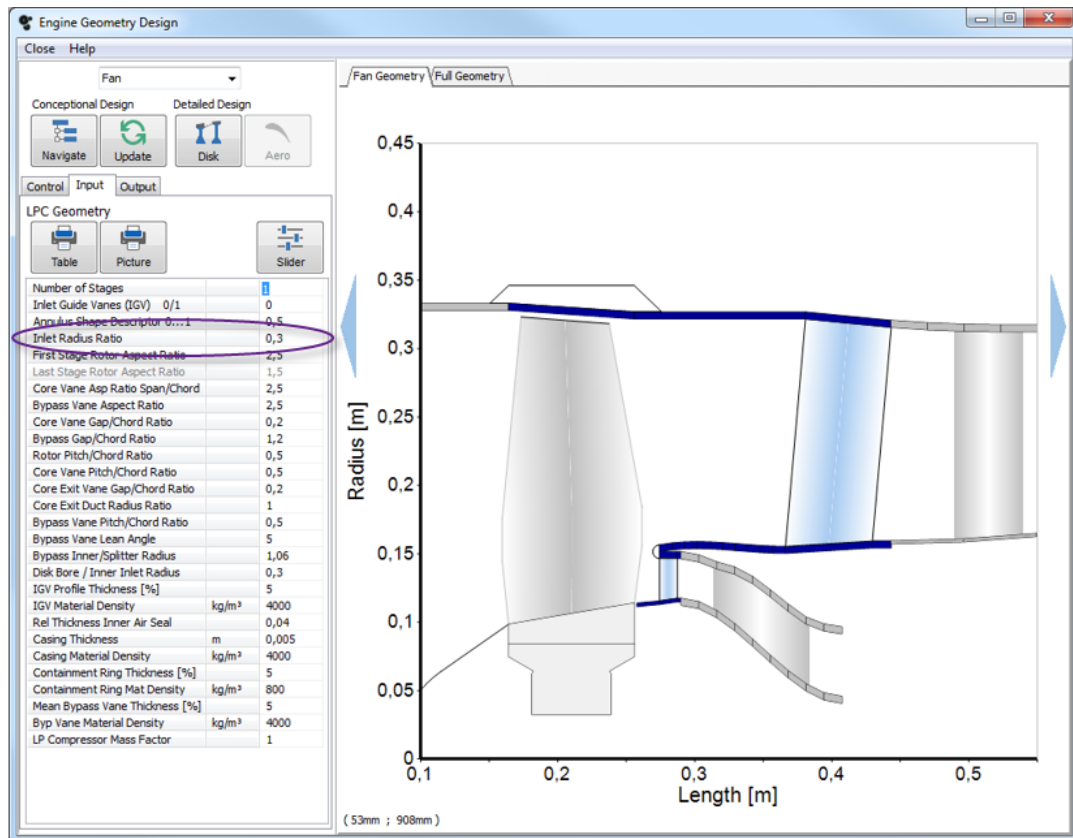 Engine Geometry Design
Close Help
Fan
Conceptional Design Detailed Design
Navigate Update Disk Aero
Control Input Output
LPC Geometry
Table Picture Slider
Number of Stages 1
Inlet Guide Vanes (IGV) 0/1 0
Annulus Shape Descriptor 0...1 0,5
Inlet Radius Ratio 0,3
First Stage Rotor Aspect Ratio 2,5
Last Stage Rotor Aspect Ratio 1,5
Core Vane Asp Ratio Span/Chord 2,5
Bypass Vane Aspect Ratio 2,5
Core Vane Gap/Chord Ratio 0,2
Bypass Gap/Chord Ratio 1,2
Rotor Pitch/Chord Ratio 0,5
Core Vane Pitch/Chord Ratio 0,5
Core Exit Vane Gap/Chord Ratio 0,2
Core Exit Duct Radius Ratio 1
Bypass Vane Pitch/Chord Ratio 0,5
Bypass Vane Lean Angle 5
Bypass Inner/Splitter Radius 1,06
Disk Bore / Inner Inlet Radius 0,3
IGV Profile Thickness [%] 5
IGV Material Density kg/m³ 4000
Rel Thickness Inner Air Seal 0,04
Casing Thickness m 0,005
Casing Material Density kg/m³ 4000
Containment Ring Thickness [%] 5
Containment Ring Mat Density kg/m³ 800
Mean Bypass Vane Thickness [%] 5
Byp Vane Material Density kg/m³ 4000
LP Compressor Mass Factor 1
Fan Geometry Full Geometry
0,45
0,4
0,35
0,3
0,25
0,2
0,15
0,1
0,05
0
Radius [m]
0,1 0,2 0,3 0,4 0,5
Length [m]
( 53mm ; 908mm )